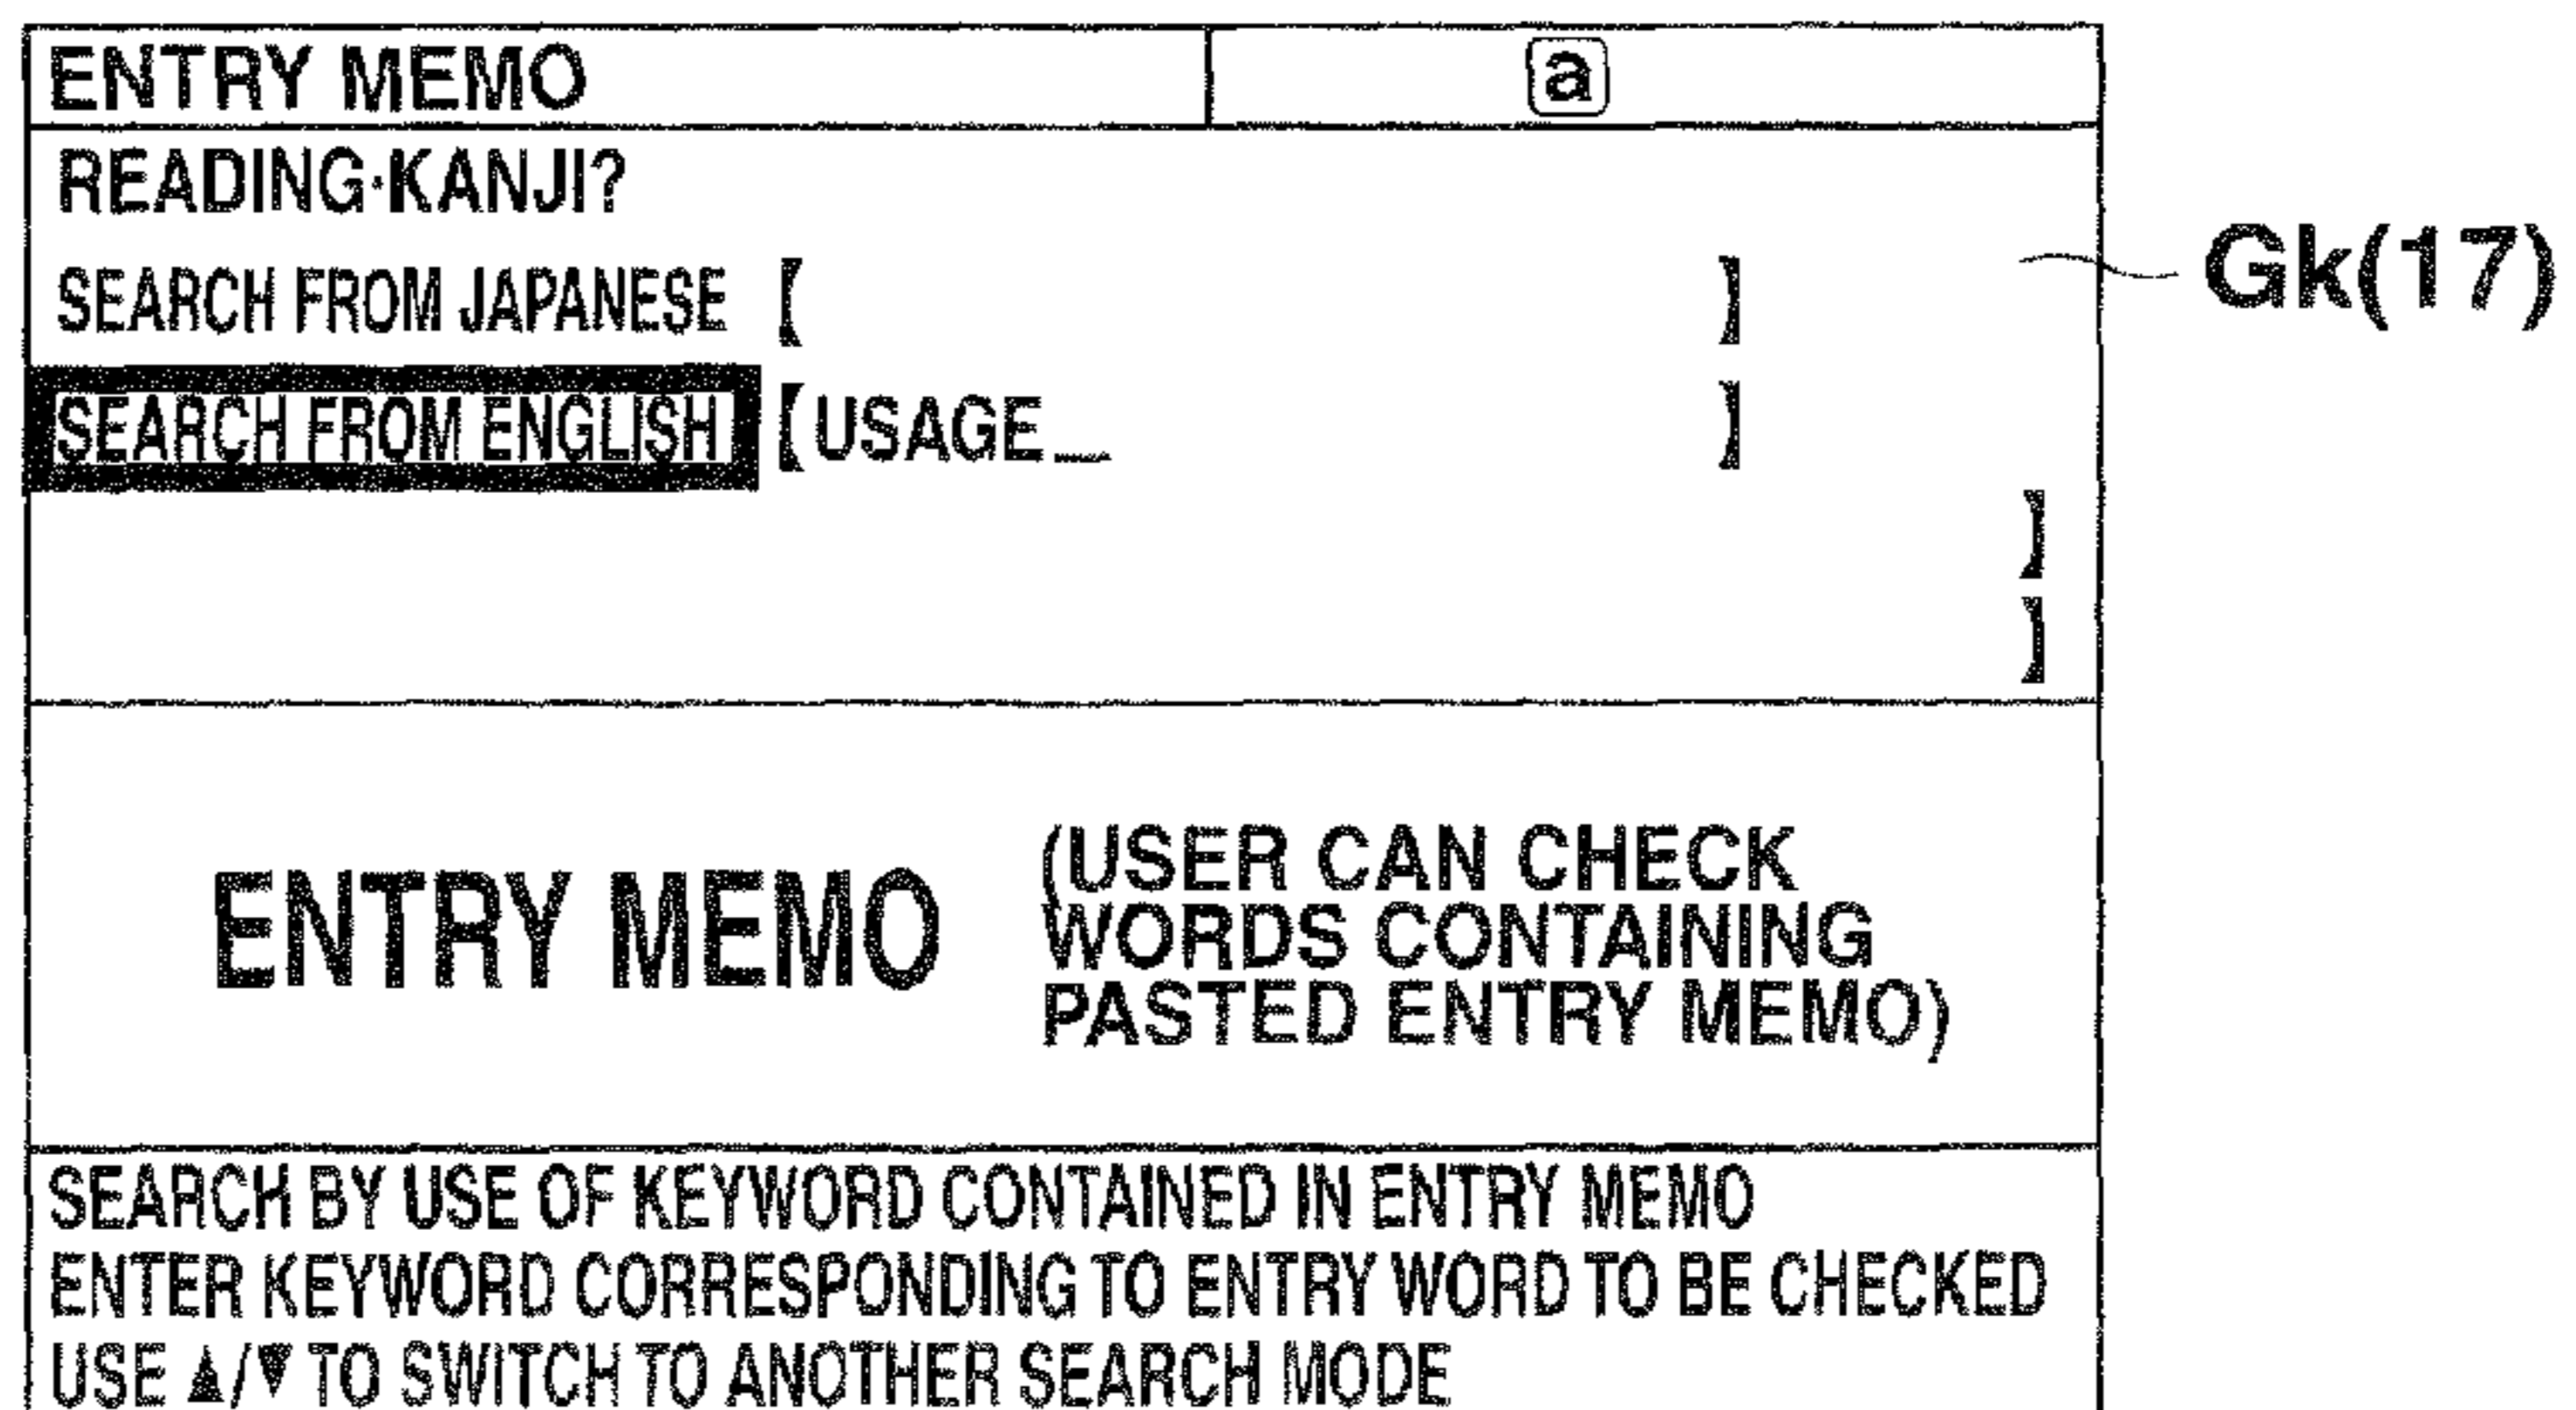 ENTRY MEMO a
READING·KANJI?
SEARCH FROM JAPANESE 【 】
Gk(17)
SEARCH FROM ENGLISH 【USAGE_ 】
】
】
ENTRY MEMO
(USER CAN CHECK
WORDS CONTAINING
PASTED ENTRY MEMO)
SEARCH BY USE OF KEYWORD CONTAINED IN ENTRY MEMO
ENTER KEYWORD CORRESPONDING TO ENTRY WORD TO BE CHECKED
USE ▲/▼ TO SWITCH TO ANOTHER SEARCH MODE